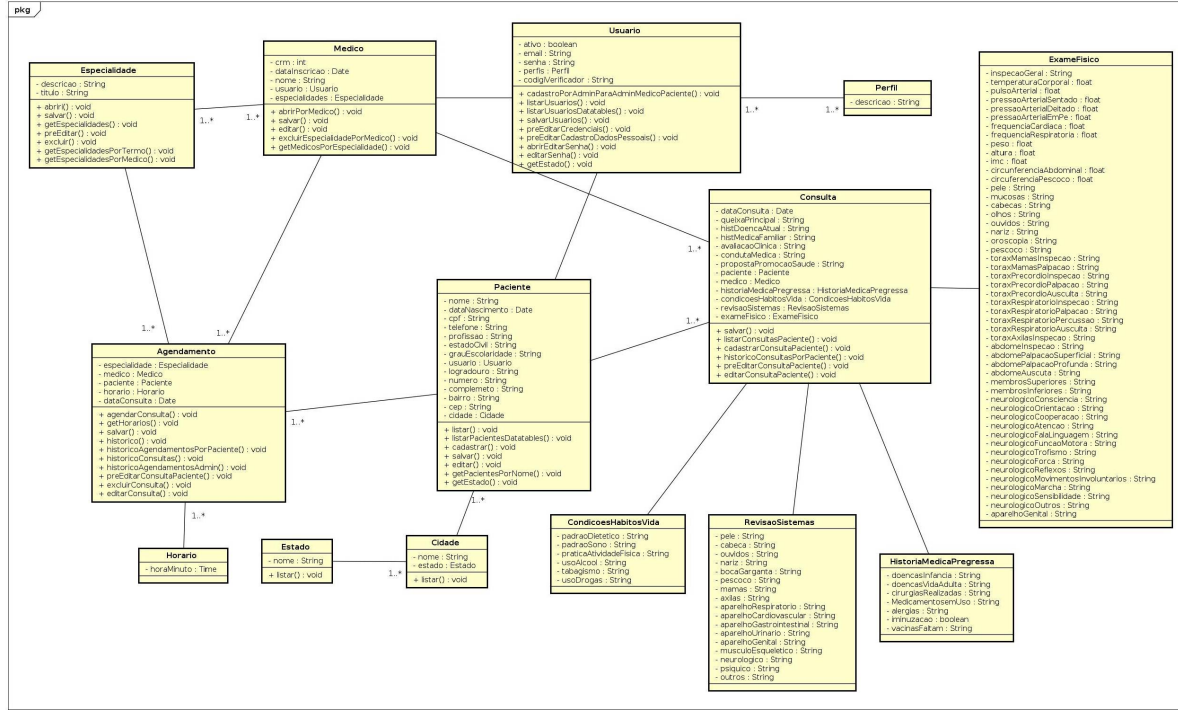 pkg
Especialidade
- descricao : String
- titulo : String
+ abrir() : void
+ salvar() : void
+ getEspecialidades() : void
+ preEditar() : void
+ excluir() : void
+ getEspecialidadesPorTermo() : void
+ getEspecialidadesPorMedico() : void
1..*
1..*
Medico
- crm : int
- dataInscricao : Date
- nome : String
- usuario : Usuario
- especialidades : Especialidade
+ abrirPorMedico() : void
+ salvar() : void
+ editar() : void
+ excluirEspecialidadePorMedico() : void
+ getMedicosPorEspecialidade() : void
Usuario
- ativo : boolean
- email : String
- senha : String
- perfis : Perfil
- codigiVerificador : String
+ cadastroPorAdminParaAdminMedicoPaciente() : void
+ listarUsuarios() : void
+ listarUsuariosDatatables() : void
+ salvarUsuarios() : void
+ preEditarCredenciais() : void
+ preEditarCadastroDadosPessoais() : void
+ abrirEditarSenha() : void
+ editarSenha() : void
+ getEstado() : void
1..*
1..*
Perfil
- descricao : String
ExameFisico
- inspecaoGeral : String
- temperaturaCorporal : float
- pulsoArterial : float
- pressaoArterialSentado : float
- pressaoArterialDeitado : float
- pressaoArterialEmPe : float
- frequenciaCardiaca : float
- frequenciaRespiratoria : float
- peso : float
- altura : float
- imc : float
- circunferenciaAbdominal : float
- circuferenciaPescoco : float
- pele : String
- mucosas : String
- cabecas : String
- olhos : String
- ouvidos : String
- nariz : String
- oroscopia : String
- pescoco : String
- toraxMamasInspecao : String
- toraxMamasPalpacao : String
- toraxPrecordioInspecao : String
- toraxPrecordioPalpacao : String
- toraxPrecordioAusculta : String
- toraxRespiratorioInspecao : String
- toraxRespiratorioPalpacao : String
- toraxRespiratorioPercussao : String
- toraxRespiratorioAusculta : String
- toraxAxilasInspecao : String
- abdomeInspecao : String
- abdomePalpacaoSuperficial : String
- abdomePalpacaoProfunda : String
- abdomeAuscuta : String
- membrosSuperiores : String
- membrosInferiores : String
- neurologicoConsciencia : String
- neurologicoOrientacao : String
- neurologicoCooperacao : String
- neurologicoAtencao : String
- neurologicoFalaLinguagem : String
- neurologicoFuncaoMotora : String
- neurologicoTrofismo : String
- neurologicoForca : String
- neurologicoReflexos : String
- neurologicoMovimentosInvoluntarios : String
- neurologicoMarcha : String
- neurologicoSensibilidade : String
- neurologicoOutros : String
- aparelhoGenital : String
Consulta
- dataConsulta : Date
- queixaPrincipal : String
- histDoencaAtual : String
- histMedicaFamiliar : String
- avaliacaoClinica : String
- condutaMedica : String
- propostaPromocaoSaude : String
- paciente : Paciente
- medico : Medico
- historiaMedicaPregressa : HistoriaMedicaPregressa
- condicoesHabitosVida : CondicoesHabitosVida
- revisaoSistemas : RevisaoSistemas
- exameFisico : ExameFisico
+ salvar() : void
+ listarConsultasPaciente() : void
+ cadastrarConsultaPaciente() : void
+ historicoConsultasPorPaciente() : void
+ preEditarConsultaPaciente() : void
+ editarConsultaPaciente() : void
1..*
1..*
Paciente
- nome : String
- dataNascimento : Date
- cpf : String
- telefone : String
- profissao : String
- estadoCivil : String
- grauEscolaridade : String
- usuario : Usuario
- logradouro : String
- numero : String
- complemeto : String
- bairro : String
- cep : String
- cidade : Cidade
+ listar() : void
+ listarPacientesDatatables() : void
+ cadastrar() : void
+ salvar() : void
+ editar() : void
+ getPacientesPorNome() : void
+ getEstado() : void
1..*
1..*
1..*
Agendamento
- especialidade : Especialidade
- medico : Medico
- paciente : Paciente
- horario : Horario
- dataConsulta : Date
+ agendarConsulta() : void
+ getHorarios() : void
+ salvar() : void
+ historico() : void
+ historicoAgendamentosPorPaciente() : void
+ historicoConsultas() : void
+ historicoAgendamentosAdmin() : void
+ preEditarConsultaPaciente() : void
+ excluirConsulta() : void
+ editarConsulta() : void
1..*
1..*
Horario
- horaMinuto : Time
Estado
- nome : String
+ listar() : void
1..*
Cidade
- nome : String
- estado : Estado
+ listar() : void
CondicoesHabitosVida
- padraoDietetico : String
- padraoSono : String
- praticaAtividadeFisica : String
- usoAlcool : String
- tabagismo : String
- usoDrogas : String
RevisaoSistemas
- pele : String
- cabeca : String
- ouvidos : String
- nariz : String
- bocaGarganta : String
- pescoco : String
- mamas : String
- axilas : String
- aparelhoRespiratorio : String
- aparelhoCardiovascular : String
- aparelhoGastrointestinal : String
- aparelhoUrinario : String
- aparelhoGenital : String
- musculoEsqueletico : String
- neurologico : String
- psiquico : String
- outros : String
HistoriaMedicaPregressa
- doencasInfancia : String
- doencasVidaAdulta : String
- cirurgiasRealizadas : String
- MedicamentosemUso : String
- alergias : String
- iminuzacao : boolean
- vacinasFaltam : String